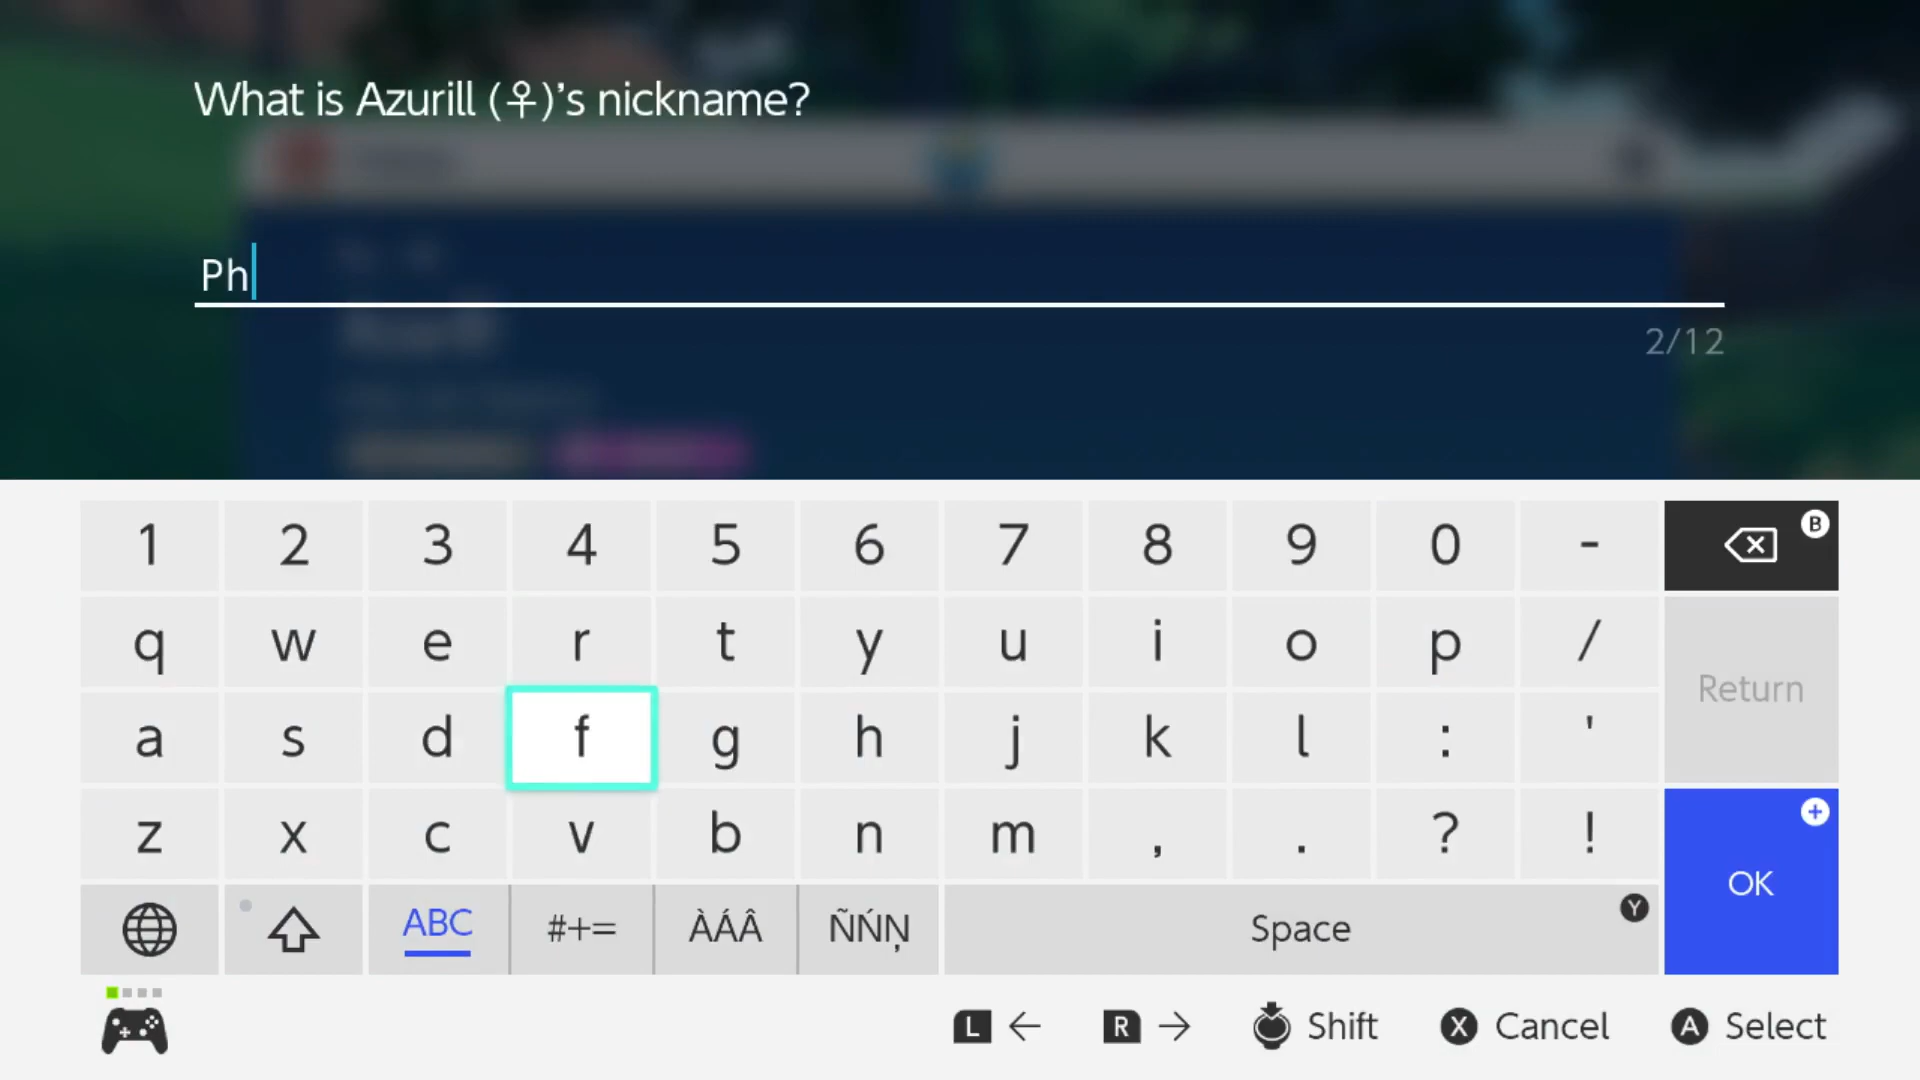 What is Azurill (♀)'s nickname?
Ph
2/12
1 2 3 4 5 6 7 8 9 0 - B
q w e r t y u i o p /
Return
a s d f g h j k l : '
z x c v b n m , . ? ! +
OK
ABC #+= ÀÁÂ ÑŃŅ Space Y
L ← R → Shift X Cancel A Select